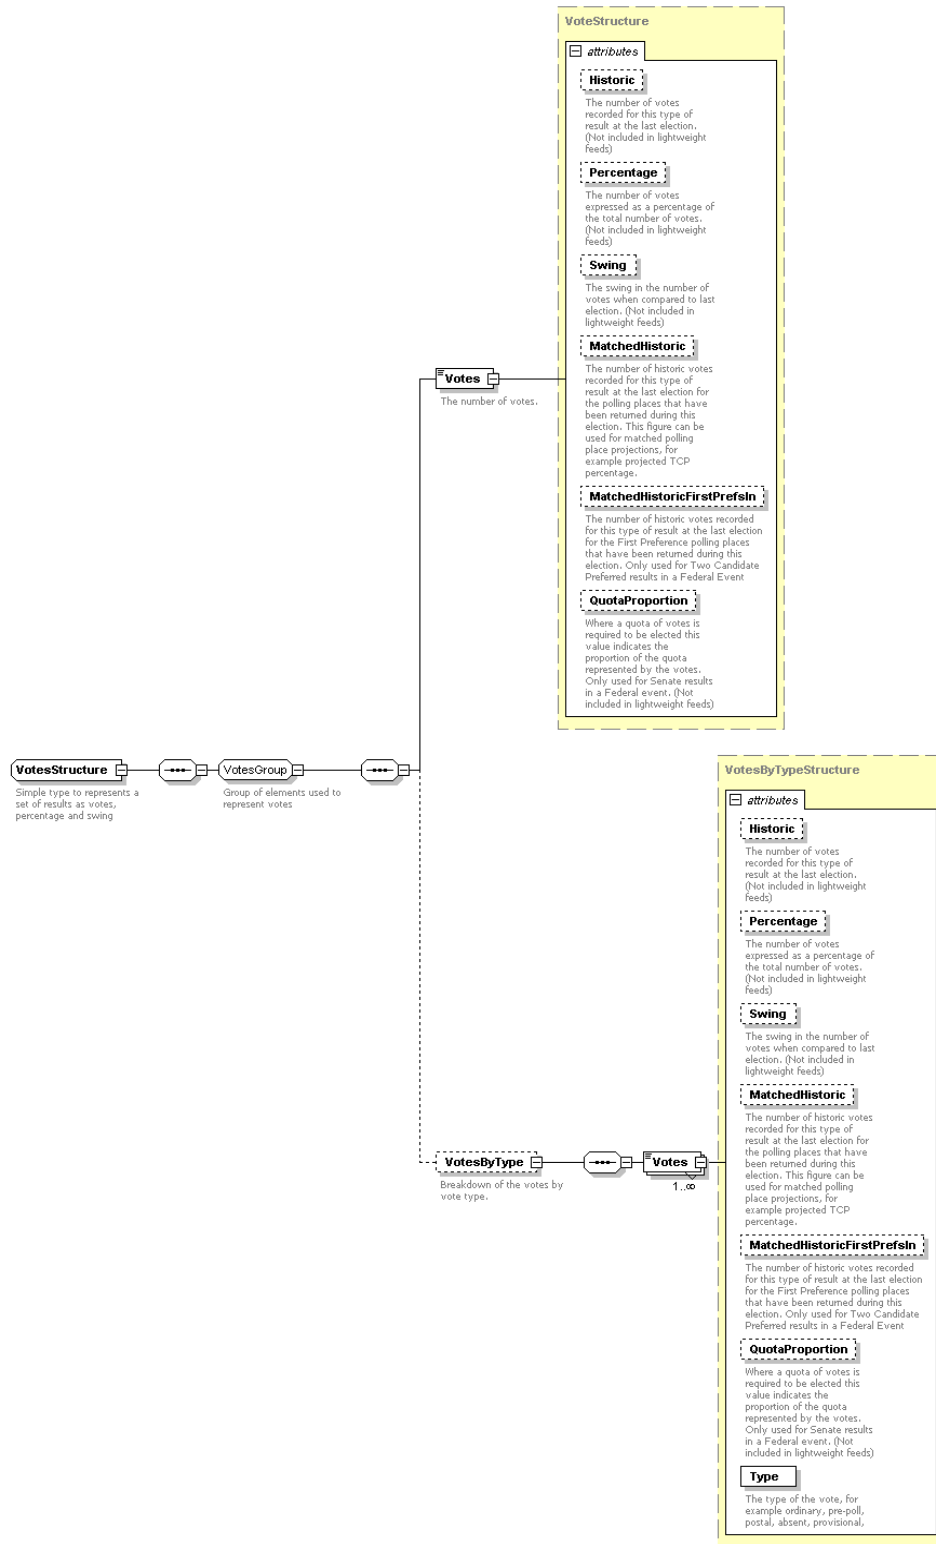 VoteStructure
attributes
Historic
The number of votes
recorded for this type of
result at the last election.
(Not included in lightweight
feeds)
Percentage
The number of votes
expressed as a percentage of
the total number of votes.
(Not included in lightweight
feeds)
Swing
The swing in the number of
votes when compared to last
election. (Not included in
lightweight feeds)
MatchedHistoric
The number of historic votes
recorded for this type of
result at the last election for
the polling places that have
been returned during this
election. This figure can be
used for matched polling
place projections, for
example projected TCP
percentage.
MatchedHistoricFirstPrefsIn
The number of historic votes recorded
for this type of result at the last election
for the First Preference polling places
that have been returned during this
election. Only used for Two Candidate
Preferred results in a Federal Event
QuotaProportion
Where a quota of votes is
required to be elected this
value indicates the
proportion of the quota
represented by the votes.
Only used for Senate results
in a Federal event. (Not
included in lightweight feeds)
Votes
The number of votes.
VotesStructure
Simple type to represents a
set of results as votes,
percentage and swing
VotesGroup
Group of elements used to
represent votes
VotesByType
Breakdown of the votes by
vote type.
Votes
1..∞
VotesByTypeStructure
attributes
Historic
The number of votes
recorded for this type of
result at the last election.
(Not included in lightweight
feeds)
Percentage
The number of votes
expressed as a percentage of
the total number of votes.
(Not included in lightweight
feeds)
Swing
The swing in the number of
votes when compared to last
election. (Not included in
lightweight feeds)
MatchedHistoric
The number of historic votes
recorded for this type of
result at the last election for
the polling places that have
been returned during this
election. This figure can be
used for matched polling
place projections, for
example projected TCP
percentage.
MatchedHistoricFirstPrefsIn
The number of historic votes recorded
for this type of result at the last election
for the First Preference polling places
that have been returned during this
election. Only used for Two Candidate
Preferred results in a Federal Event
QuotaProportion
Where a quota of votes is
required to be elected this
value indicates the
proportion of the quota
represented by the votes.
Only used for Senate results
in a Federal event. (Not
included in lightweight feeds)
Type
The type of the vote, for
example ordinary, pre-poll,
postal, absent, provisional,